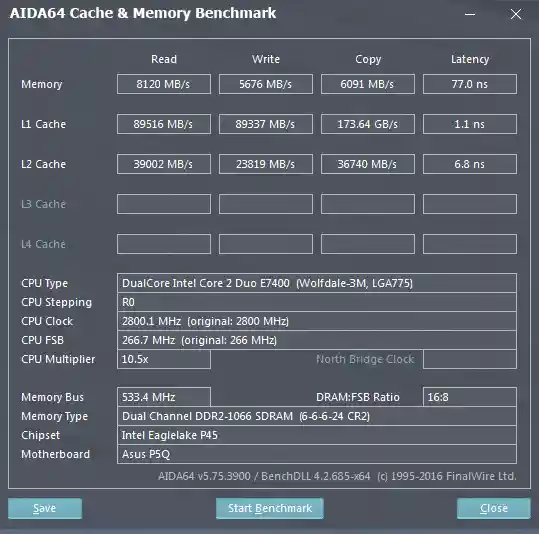 AIDA64 Cache & Memory Benchmark
Read Write Copy Latency
Memory 8120 MB/s 5676 MB/s 6091 MB/s 77.0 ns
L1 Cache 89516 MB/s 89337 MB/s 173.64 GB/s 1.1 ns
L2 Cache 39002 MB/s 23819 MB/s 36740 MB/s 6.8 ns
L3 Cache
L4 Cache
CPU Type DualCore Intel Core 2 Duo E7400 (Wolfdale-3M, LGA775)
CPU Stepping R0
CPU Clock 2800.1 MHz (original: 2800 MHz)
CPU FSB 266.7 MHz (original: 266 MHz)
CPU Multiplier 10.5x North Bridge Clock
Memory Bus 533.4 MHz DRAM:FSB Ratio 16:8
Memory Type Dual Channel DDR2-1066 SDRAM (6-6-6-24 CR2)
Chipset Intel Eaglelake P45
Motherboard Asus P5Q
AIDA64 v5.75.3900 / BenchDLL 4.2.685-x64 (c) 1995-2016 FinalWire Ltd.
Save Start Benchmark Close